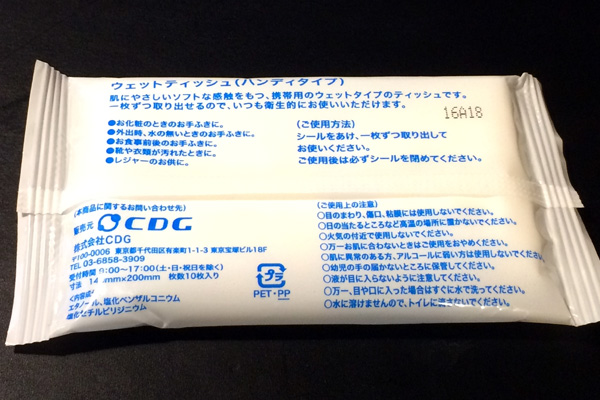 ウェットティッシュ(ハンディタイプ)
肌にやさしいソフトな感触をもつ、携帯用のウェットタイプのティッシュです。
一枚ずつ取り出せるので、いつも衛生的にお使いいただけます。
16A18
●お化粧のときのお手ふきに。
●外出時、水の無いときのお手ふきに。
●お食事前後のお手ふきに。
●靴や衣類が汚れたときに。
●レジャーのお供に。
(ご使用方法)
シールをあけ、一枚ずつ取り出して
お使いください。
ご使用後は必ずシールを閉めてください。
(本商品に関するお問い合わせ先)
販売元 CDG
株式会社CDG
〒100-0006 東京都千代田区有楽町1-1-3 東京宝塚ビル1BF
TEL 03-6858-3909
受付時間 9:00〜17:00(土・日・祝日を除く)
寸法 mm×200mm 枚数10枚入り
<内容成分>
エタノール、塩化ベンザルコニウム
塩化セチルピリジニウム
プラ
PET・PP
(ご使用上の注意)
○目のまわり、傷口、粘膜には使用しないでください。
○日の当たるところなど高温の場所に置かないでください。
○火気の付近で使用しないでください。
○万一お肌に合わないときはご使用をおやめください。
○肌に異常のある方、アルコールに弱い方は使用しないでください。
○幼児の手の届かないところに保管してください。
○液が目に入らないように注意してください。
○万一、目や口に入った場合はすぐに水で洗ってください。
○水に溶けませんので、トイレに流さないでください。